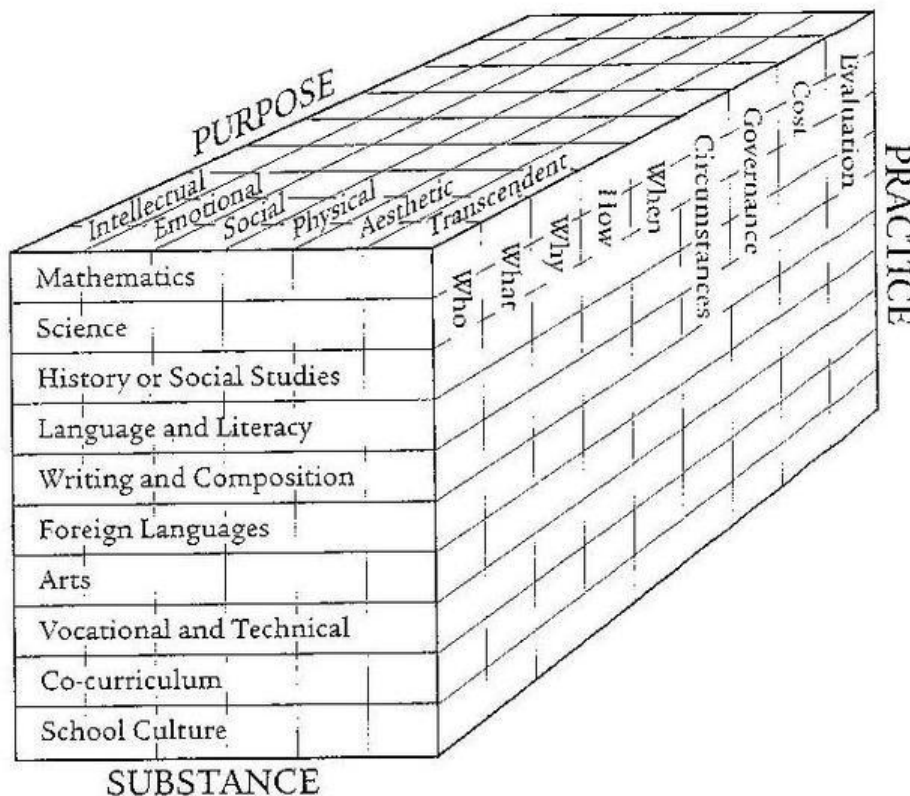 PURPOSE
Intellectual
Emotional
Social
Physical
Aesthetic
Transcendent
Who
What
Why
How
When
Circumstances
Governance
Cost
Evaluation
PRACTICE
Mathematics
Science
History or Social Studies
Language and Literacy
Writing and Composition
Foreign Languages
Arts
Vocational and Technical
Co-curriculum
School Culture
SUBSTANCE